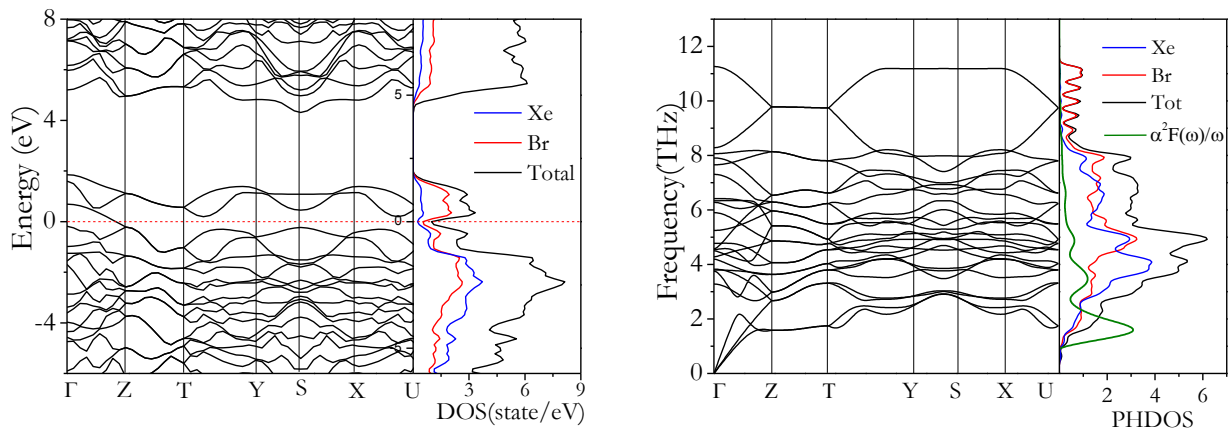 8
4
0
-4
Energy (eV)
Γ Z T Y S X U
5
0
5
Xe
Br
Total
3 6 9
DOS(state/eV)
12
10
8
6
4
2
0
Frequency(THz)
Γ Z T Y S X U
Xe
Br
Tot
α²F(ω)/ω
2 4 6
PHDOS